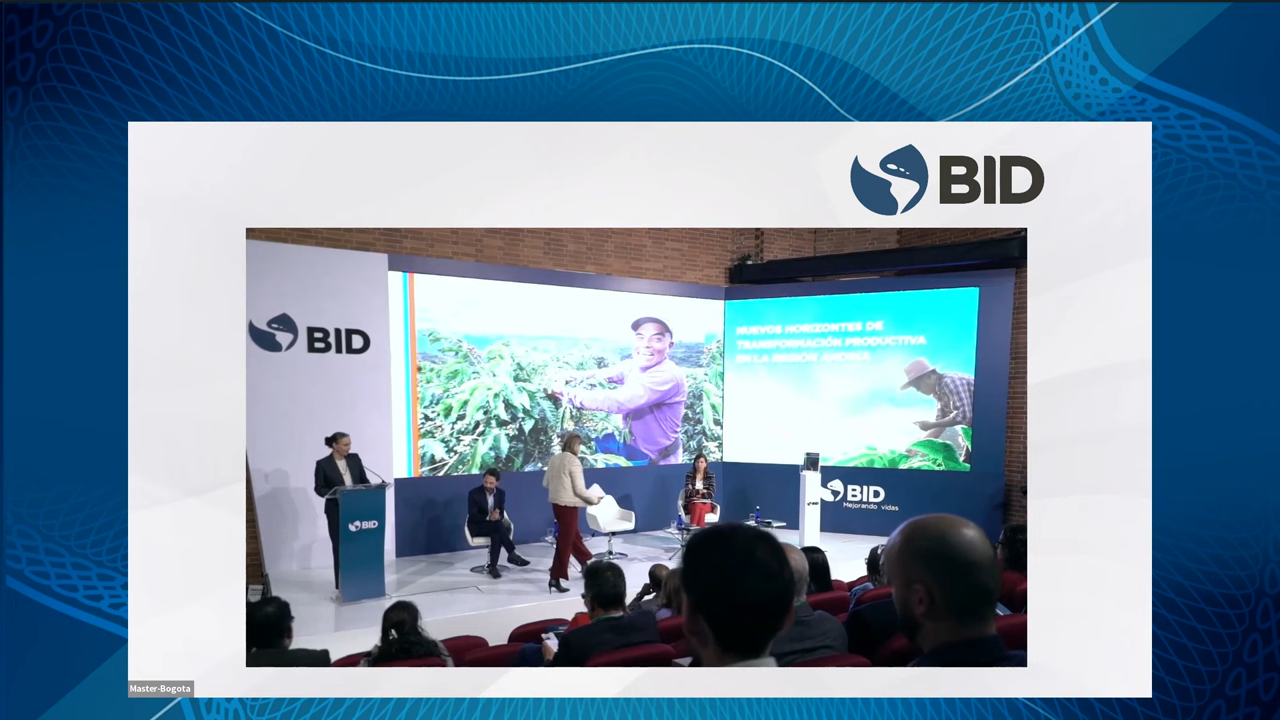 BID
BID
NUEVOS HORIZONTES DE
TRANSFORMACIÓN PRODUCTIVA
EN LA REGIÓN ANDINA
BID
BID
Mejorando vidas
Master-Bogota